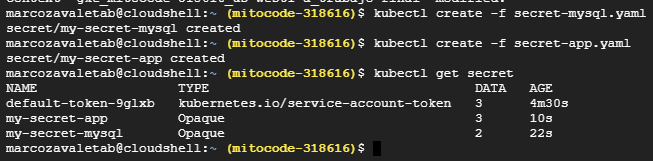 marcozavaletab@cloudshell:~ (mitocode-318616)$ kubectl create -f secret-mysql.yaml
secret/my-secret-mysql created
marcozavaletab@cloudshell:~ (mitocode-318616)$ kubectl create -f secret-app.yaml
secret/my-secret-app created
marcozavaletab@cloudshell:~ (mitocode-318616)$ kubectl get secret
NAME TYPE DATA AGE
default-token-9glxb kubernetes.io/service-account-token 3 4m30s
my-secret-app Opaque 3 10s
my-secret-mysql Opaque 2 22s
marcozavaletab@cloudshell:~ (mitocode-318616)$